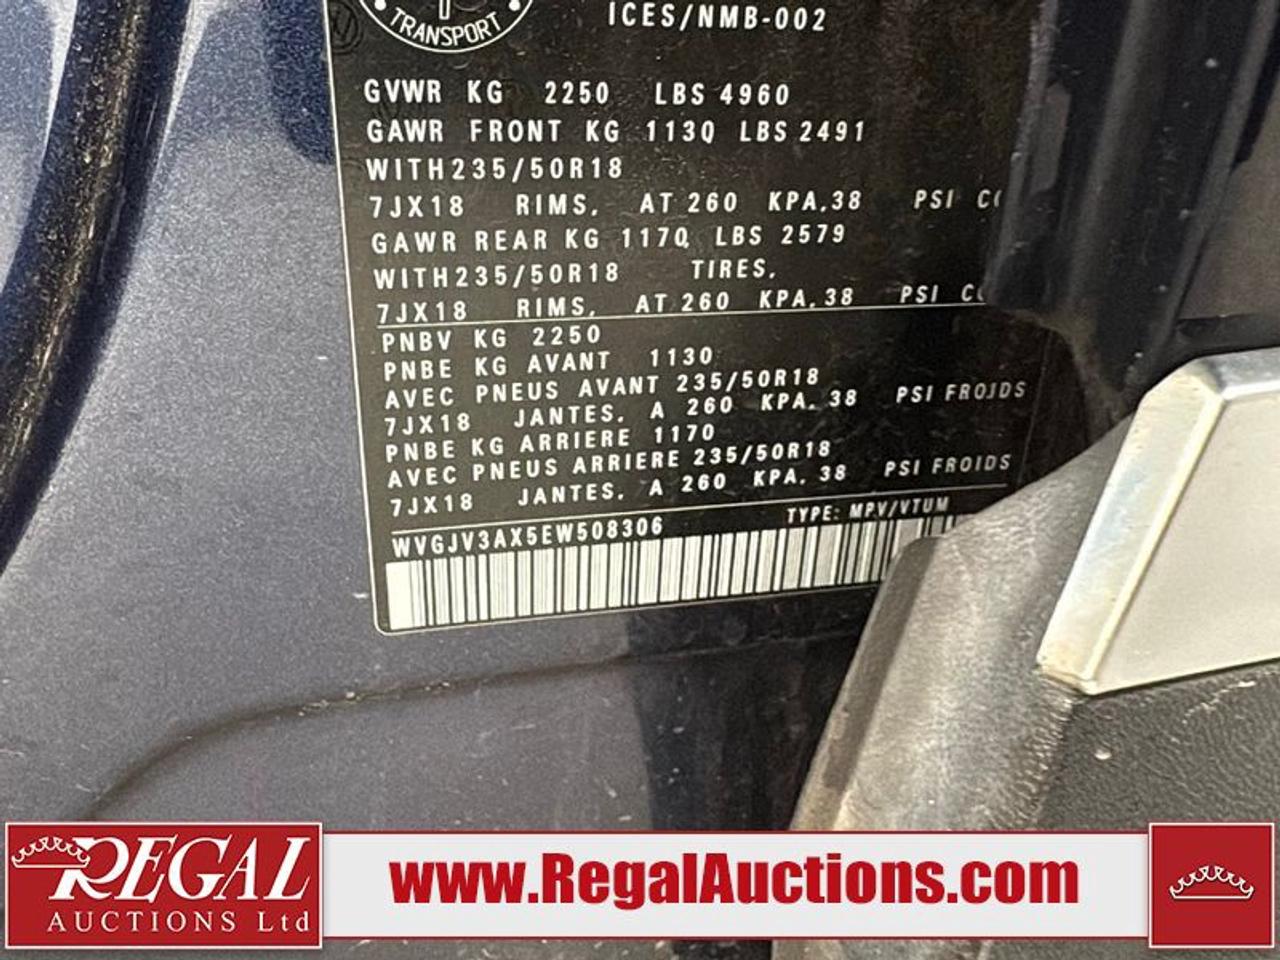 TRANSPORT
ICES/NMB-002
GVWR KG 2250 LBS 4960
GAWR FRONT KG 1130 LBS 2491
WITH 235/50R18
7JX18 RIMS, AT 260 KPA, 38 PSI
GAWR REAR KG 1170 LBS 2579
WITH 235/50R18 TIRES,
7JX18 RIMS, AT 260 KPA, 38 PSI
PNBV KG 2250
PNBE KG AVANT 1130
AVEC PNEUS AVANT 235/50R18
7JX18 JANTES, A 260 KPA, 38 PSI FROIDS
PNBE KG ARRIERE 1170
AVEC PNEUS ARRIERE 235/50R18
7JX18 JANTES, A 260 KPA, 38 PSI FROIDS
WVGJV3AX5EW508306 TYPE: MPV/VTUM
REGAL
AUCTIONS Ltd
www.RegalAuctions.com